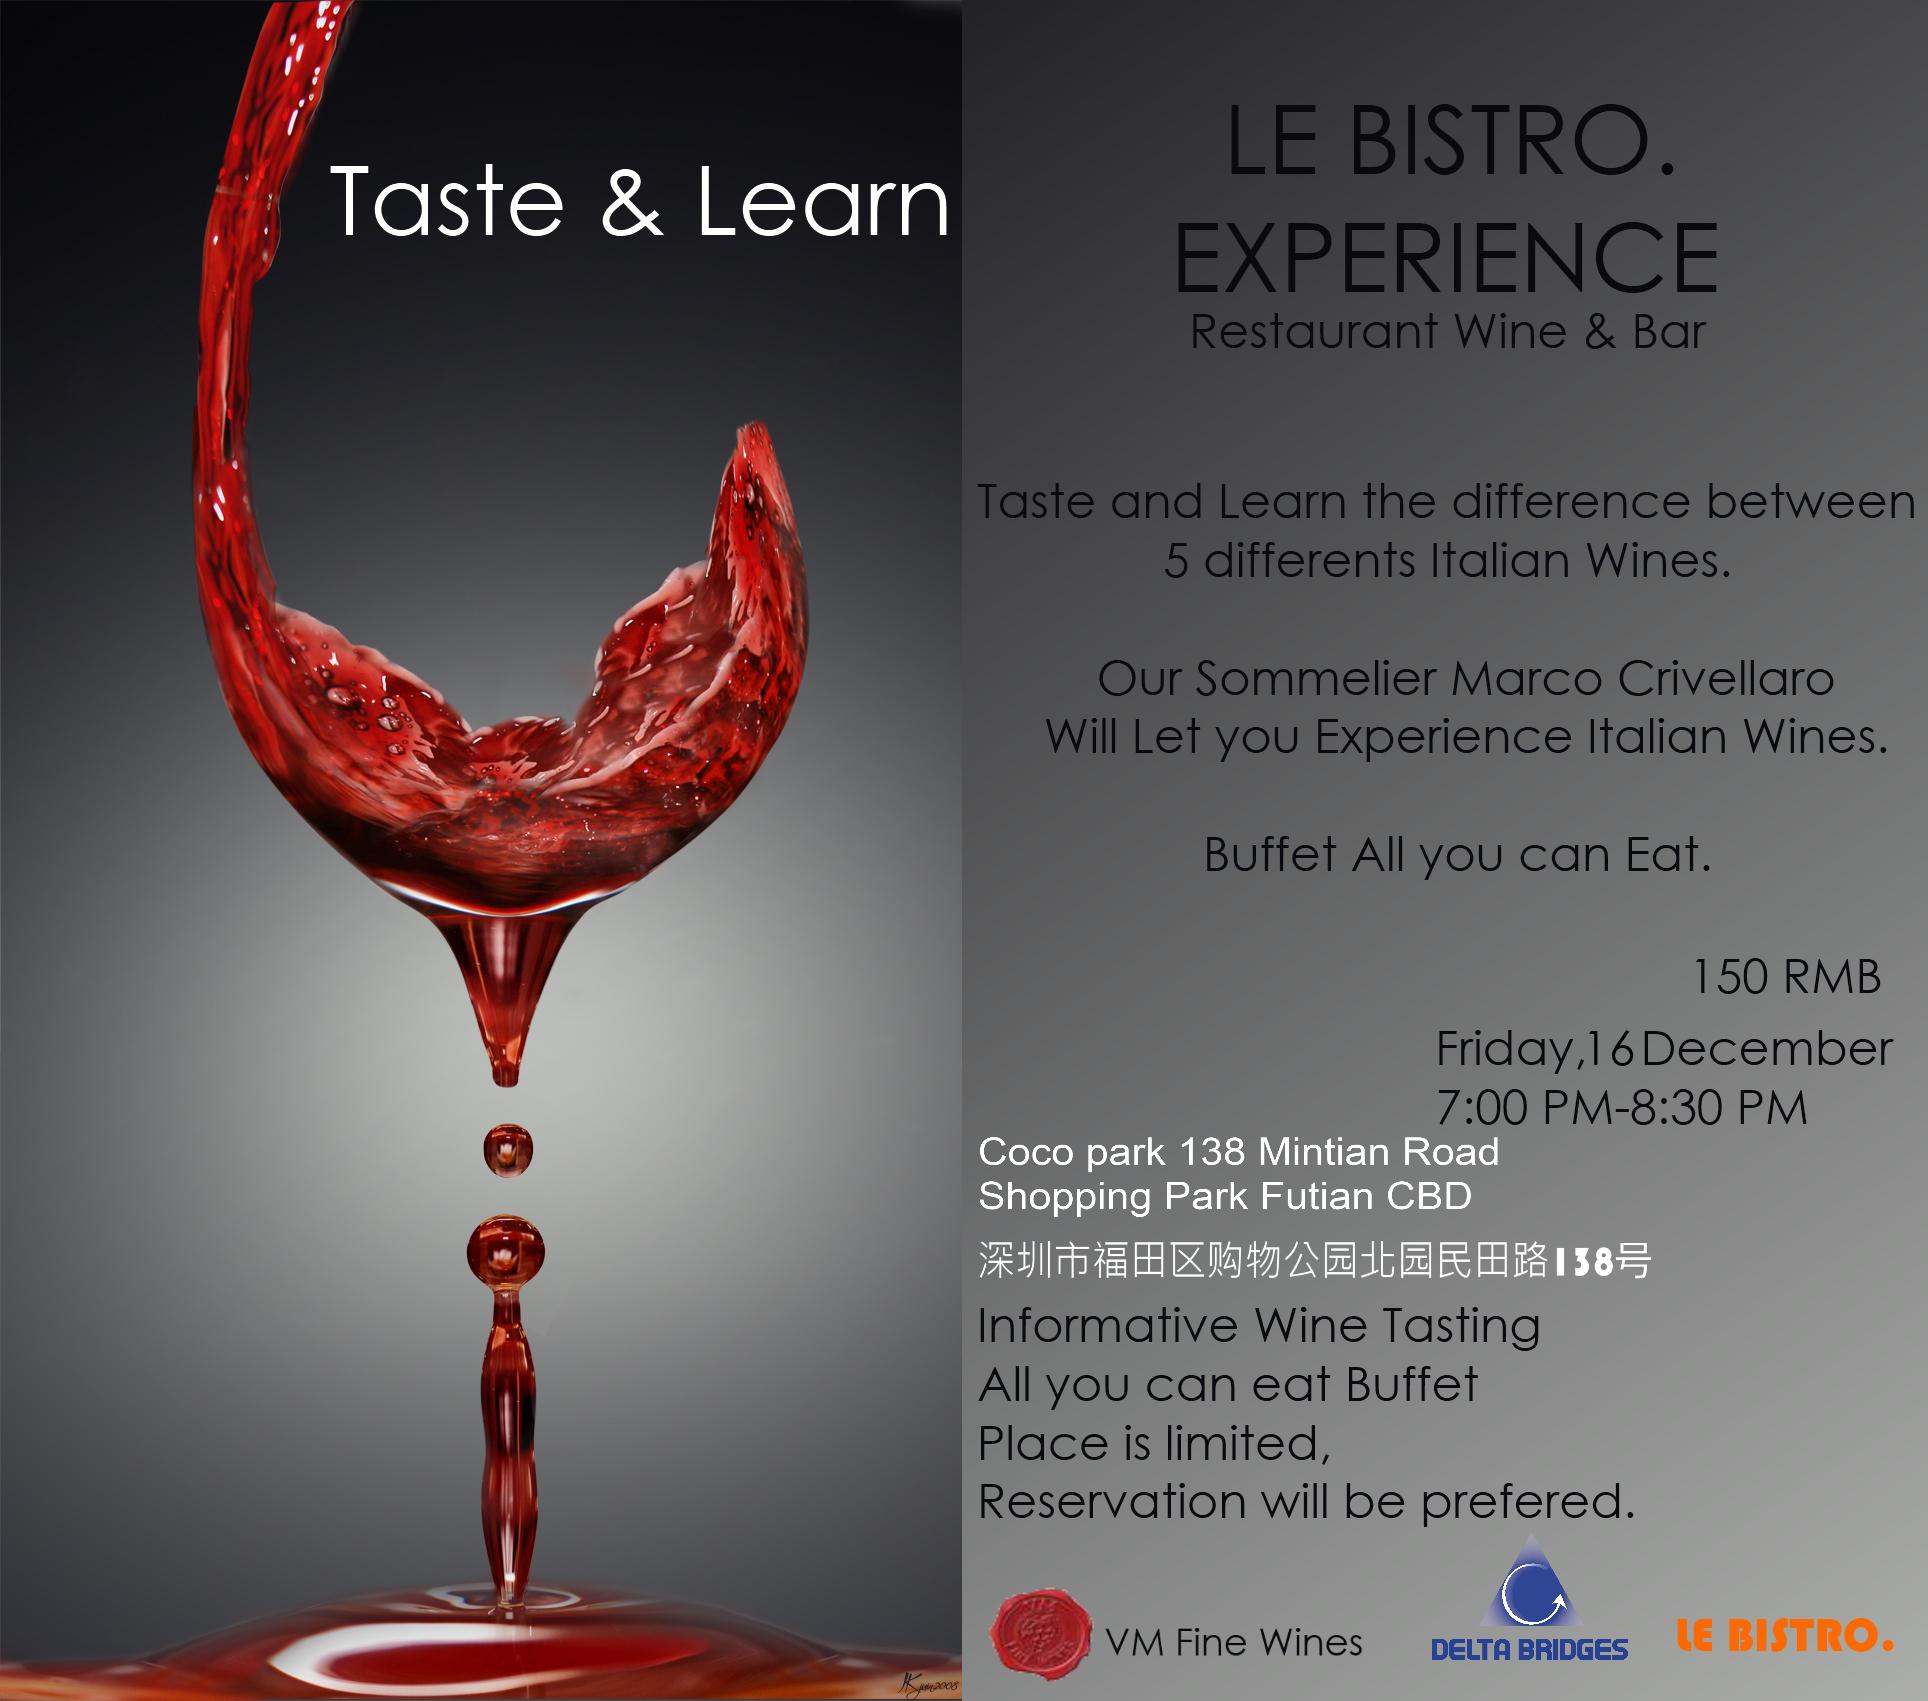 Taste & Learn
LE BISTRO.
EXPERIENCE
Restaurant Wine & Bar
Taste and Learn the difference between
5 differents Italian Wines.
Our Sommelier Marco Crivellaro
Will Let you Experience Italian Wines.
Buffet All you can Eat.
150 RMB
Friday,16 December
7:00 PM-8:30 PM
Coco park 138 Mintian Road
Shopping Park Futian CBD
深圳市福田区购物公园北园民田路138号
Informative Wine Tasting
All you can eat Buffet
Place is limited,
Reservation will be prefered.
VM Fine Wines
DELTA BRIDGES
LE BISTRO.